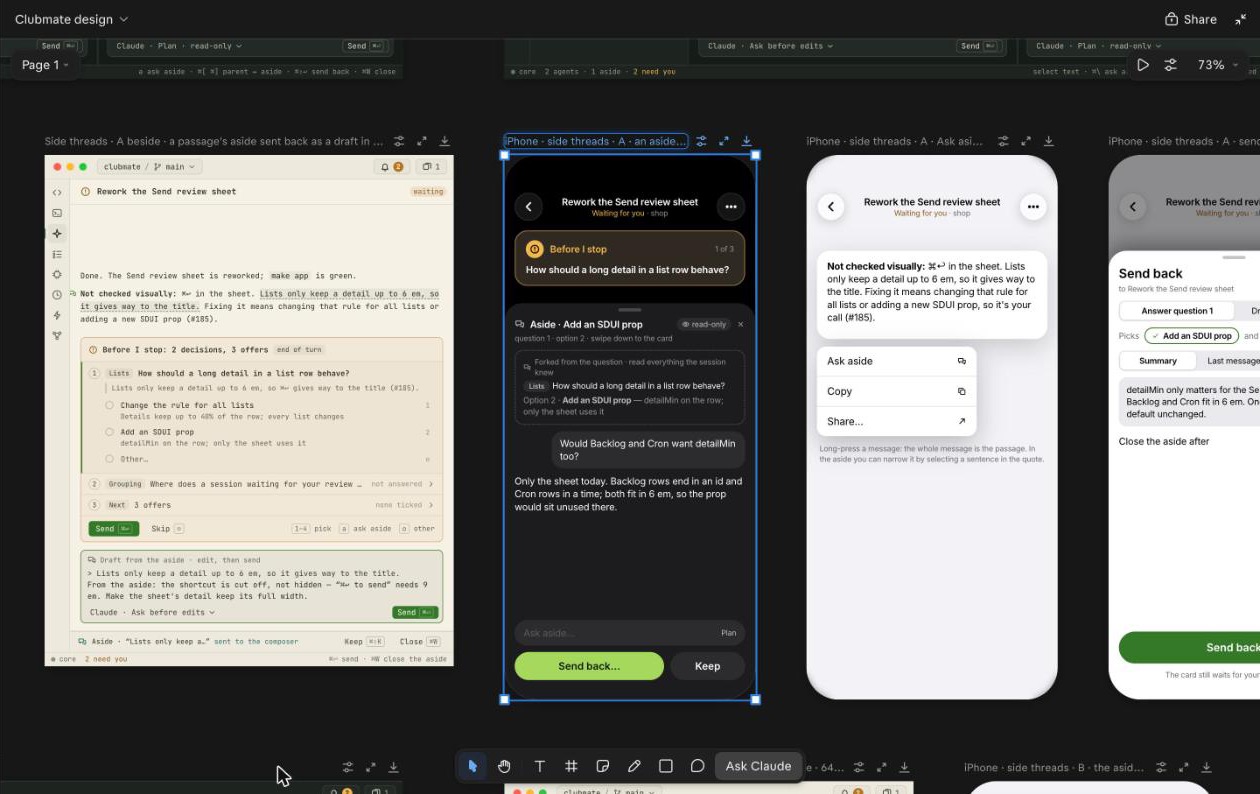 Clubmate design
Share
Send
Claude · Plan · read-only
Send
Claude · Ask before edits
Send
Claude · Plan · read-only
Page 1
a ask aside · ⌘[ ⌘] parent ↔ aside · ⌘↩ send back · ⌘W close
core 2 agents · 1 aside · 2 need you
select text · ⌘\ ask a
73%
Side threads · A beside · a passage's aside sent back as a draft in ...
iPhone · side threads · A · an aside...
iPhone · side threads · A · Ask asi...
iPhone · side threads · A · send
clubmate / main
2
1
Rework the Send review sheet
waiting
Done. The Send review sheet is reworked; make app is green.
Not checked visually: ⌘↩ in the sheet. Lists only keep a detail up to 6 em, so
it gives way to the title. Fixing it means changing that rule for all lists or
adding a new SDUI prop (#185).
Before I stop: 2 decisions, 3 offers end of turn
1 Lists How should a long detail in a list row behave?
Lists only keep a detail up to 6 em, so ⌘↩ gives way to the title (#185).
Change the rule for all lists 1
Details keep up to 40% of the row; every list changes
Add an SDUI prop 2
detailMin on the row; only the sheet uses it
Other… o
2 Grouping Where does a session waiting for your review … not answered
3 Next 3 offers none ticked
Send Skip
1-4 pick a ask aside o other
Draft from the aside · edit, then send
> Lists only keep a detail up to 6 em, so it gives way to the title.
From the aside: the shortcut is cut off, not hidden — “⌘↩ to send” needs 9
em. Make the sheet's detail keep its full width.
Claude · Ask before edits
Send
Aside · “Lists only keep a…” sent to the composer Keep Close ⌘W
core 2 need you
⌘↩ send · ⌘W close the aside
Rework the Send review sheet
Waiting for you · shop
Before I stop
1 of 3
How should a long detail in a list row behave?
Aside · Add an SDUI prop
read-only
question 1 · option 2 · swipe down to the card
Forked from the question · read everything the session
knew
Lists How should a long detail in a list row behave?
Option 2 · Add an SDUI prop — detailMin on the row;
only the sheet uses it
Would Backlog and Cron want detailMin
too?
Only the sheet today. Backlog rows end in an id and
Cron rows in a time; both fit in 6 em, so the prop
would sit unused there.
Ask aside…
Plan
Send back…
Keep
Rework the Send review sheet
Waiting for you · shop
Not checked visually: ⌘↩ in the sheet. Lists
only keep a detail up to 6 em, so it gives way to
the title. Fixing it means changing that rule for
all lists or adding a new SDUI prop, so it's your
call (#185).
Ask aside
Copy
Share…
Long-press a message: the whole message is the passage. In
the aside you can narrow it by selecting a sentence in the quote.
Rework the Se
Waiting for
Send back
to Rework the Send review sheet
Answer question 1
Dr
Picks ✓ Add an SDUI prop and
Summary
Last message
detailMin only matters for the Se
Backlog and Cron fit in 6 em. On
default unchanged.
Close the aside after
Send back
The card still waits for your
Ask Claude
e · 64...
iPhone · side threads · B · the asid...
clubmate / main
2
1